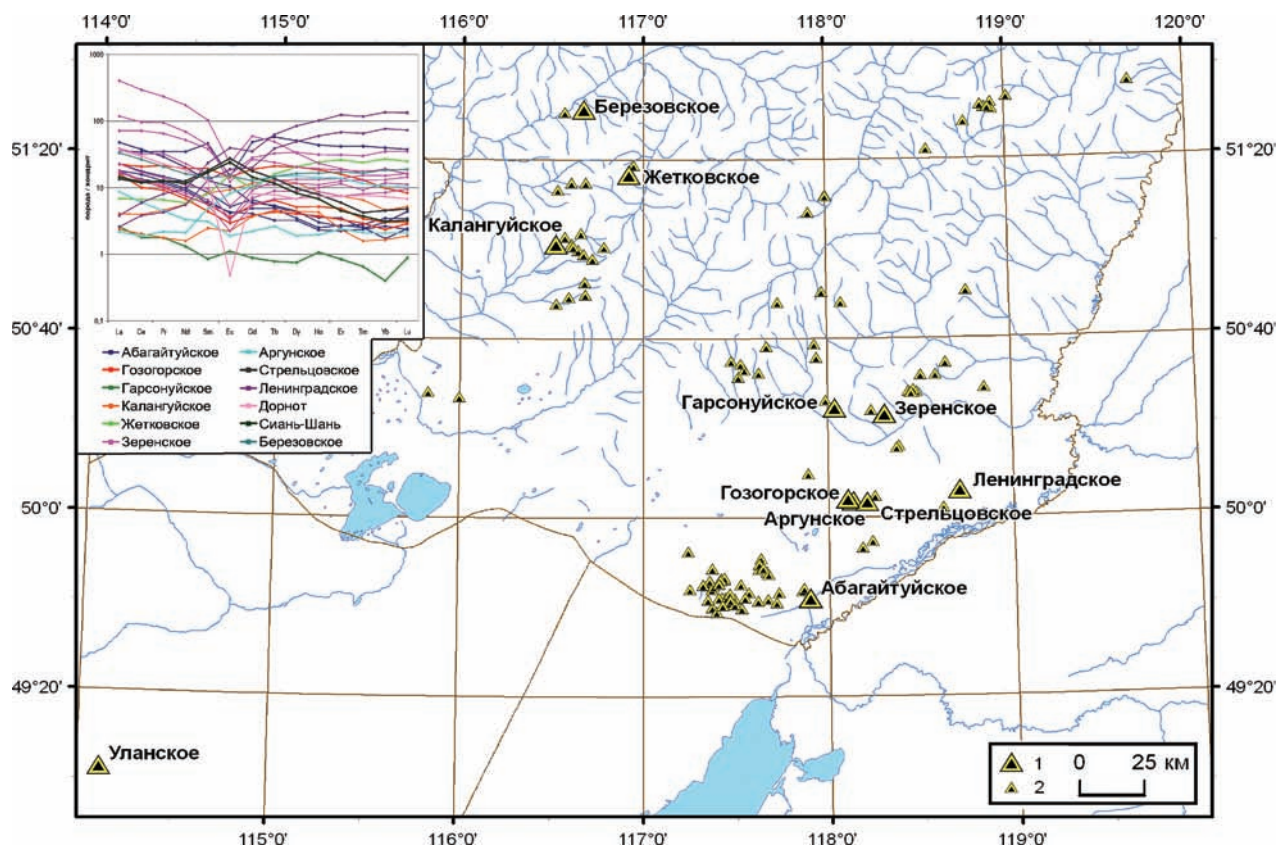 114°0' 115°0' 116°0' 117°0' 118°0' 119°0' 120°0'
1000
100
10
1
0,1
порода / хондрит
La Ce Pr Nd Sm Eu Gd Tb Dy Ho Er Tm Yb Lu
Абагайтуйское Аргунское
Гозогорское Стрельцовское
Гарсонуйское Ленинградское
Калангуйское Дорнот
Жетковское Сиань-Шань
Зеренское Березовское
Березовское
51°20' 51°20'
Жетковское
Калангуйское
50°40' 50°40'
Гарсонуйское Зеренское
Ленинградское
Гозогорское
50°0' 50°0'
Аргунское Стрельцовское
Абагайтуйское
49°20' 49°20'
Уланское
1 0 25 км
2
115°0' 116°0' 117°0' 118°0' 119°0'